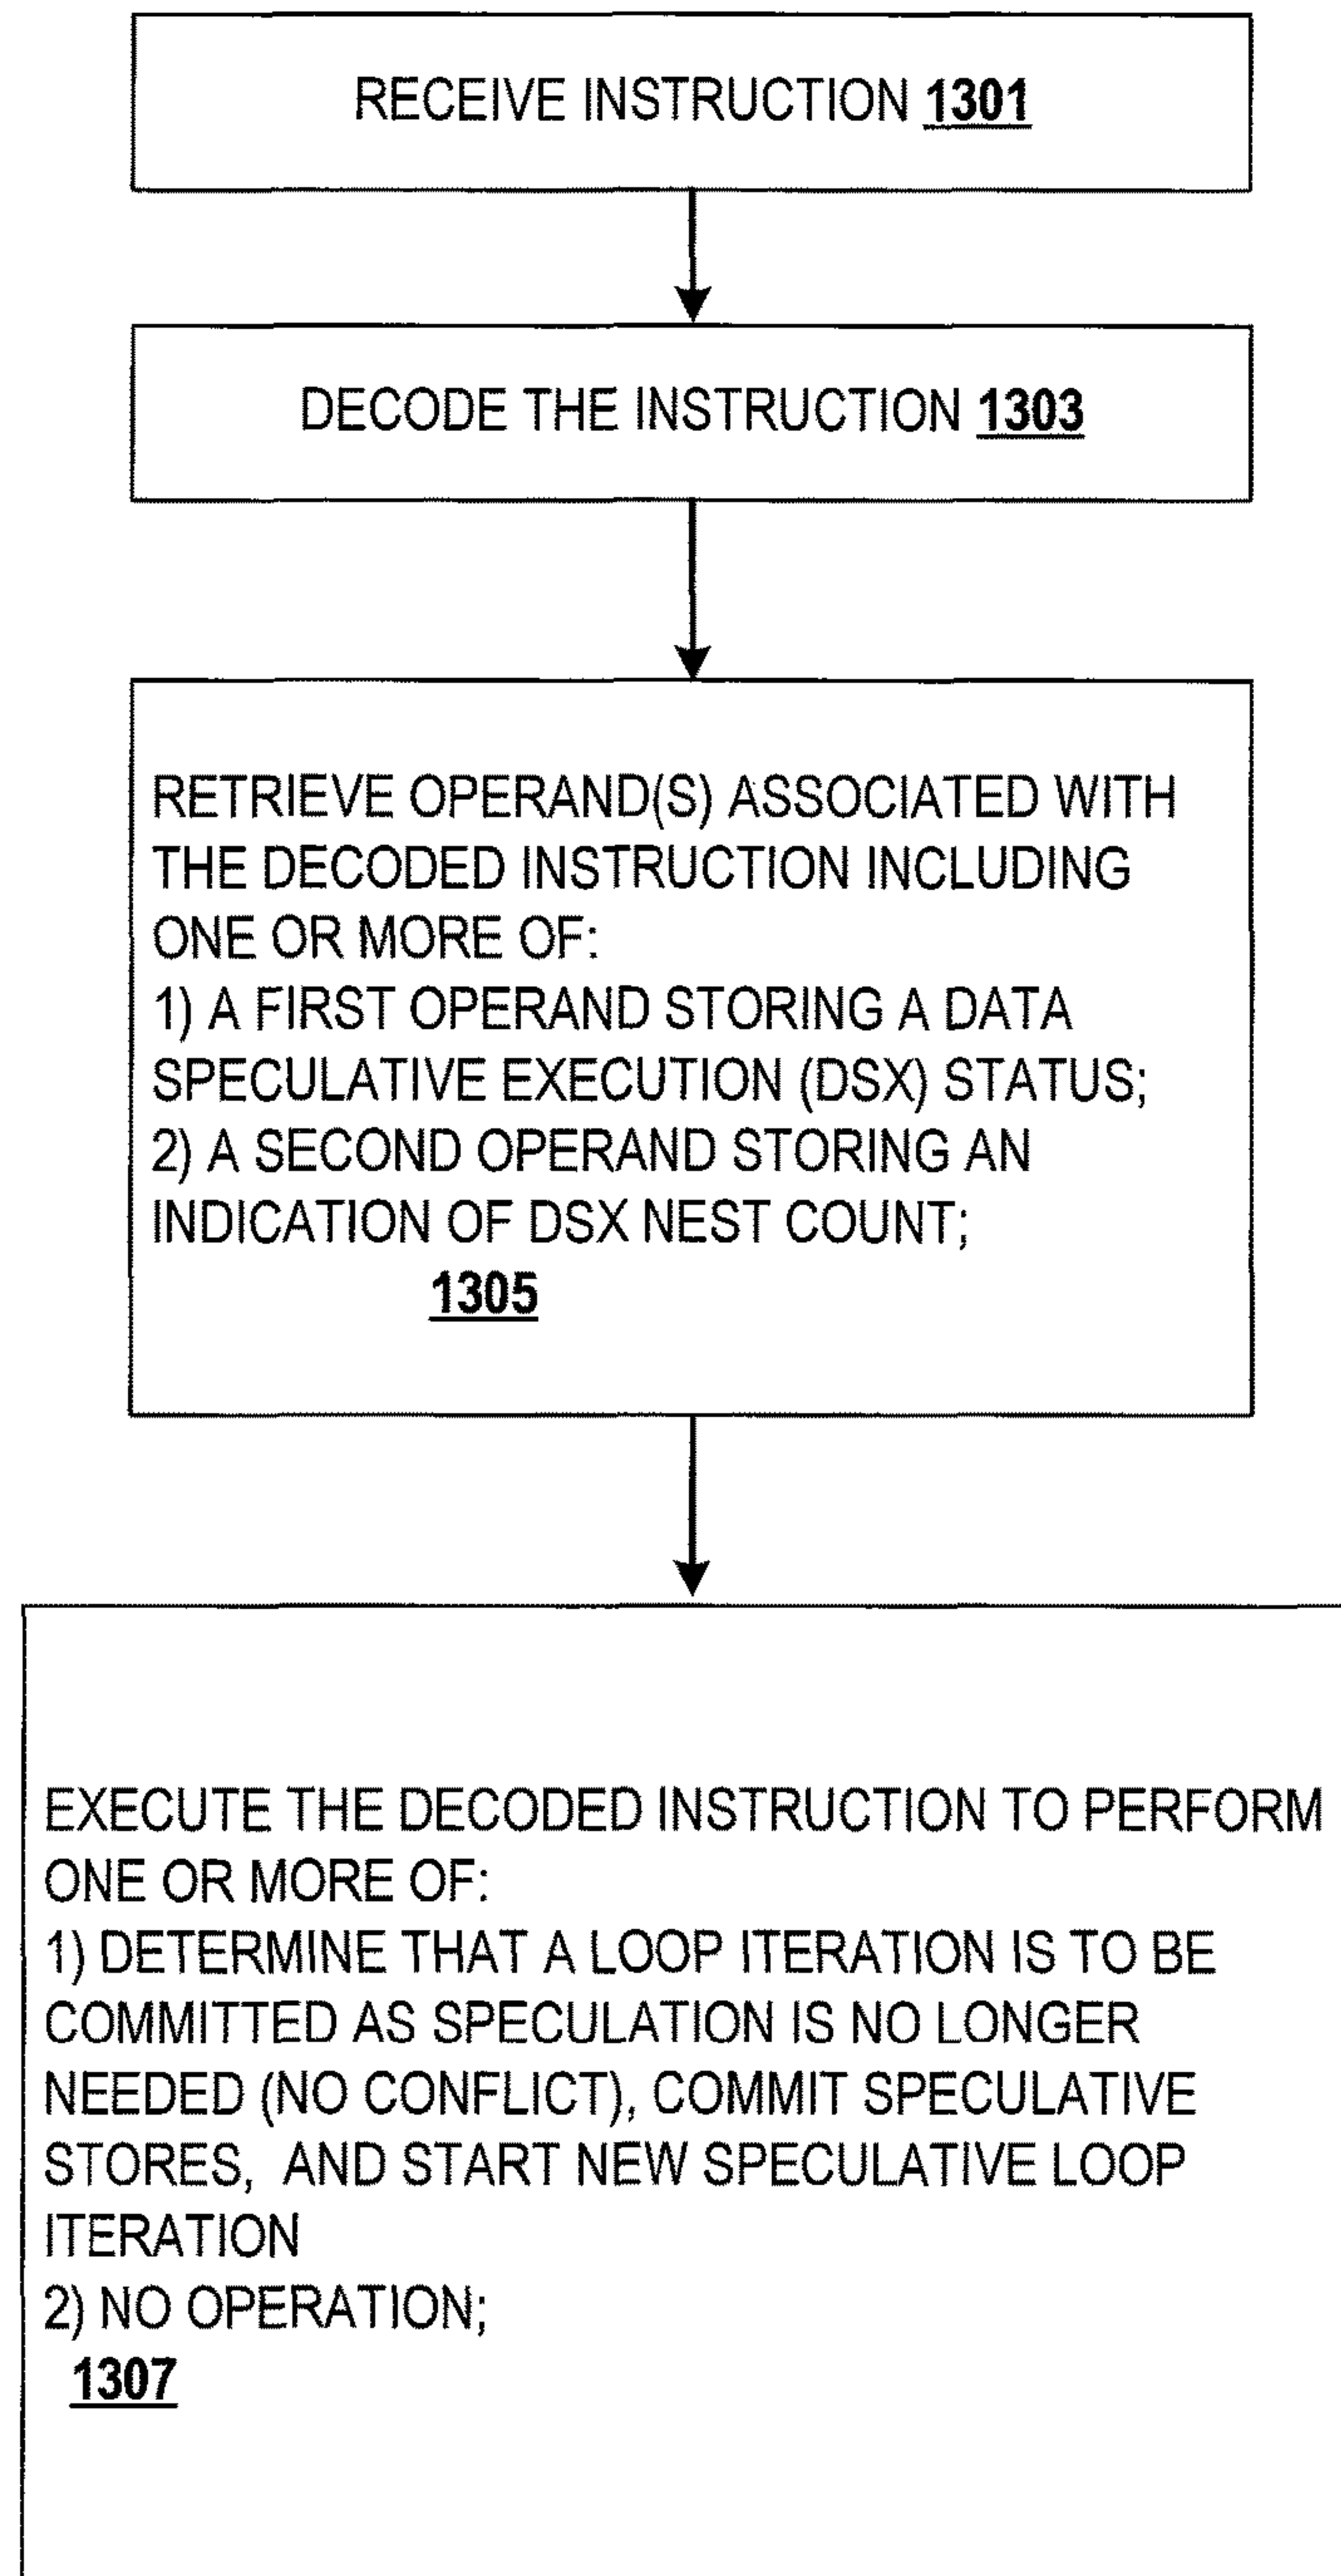 RECEIVE INSTRUCTION 1301
DECODE THE INSTRUCTION 1303
RETRIEVE OPERAND(S) ASSOCIATED WITH
THE DECODED INSTRUCTION INCLUDING
ONE OR MORE OF:
1) A FIRST OPERAND STORING A DATA
SPECULATIVE EXECUTION (DSX) STATUS;
2) A SECOND OPERAND STORING AN
INDICATION OF DSX NEST COUNT;
1305
EXECUTE THE DECODED INSTRUCTION TO PERFORM
ONE OR MORE OF:
1) DETERMINE THAT A LOOP ITERATION IS TO BE
COMMITTED AS SPECULATION IS NO LONGER
NEEDED (NO CONFLICT), COMMIT SPECULATIVE
STORES, AND START NEW SPECULATIVE LOOP
ITERATION
2) NO OPERATION;
1307